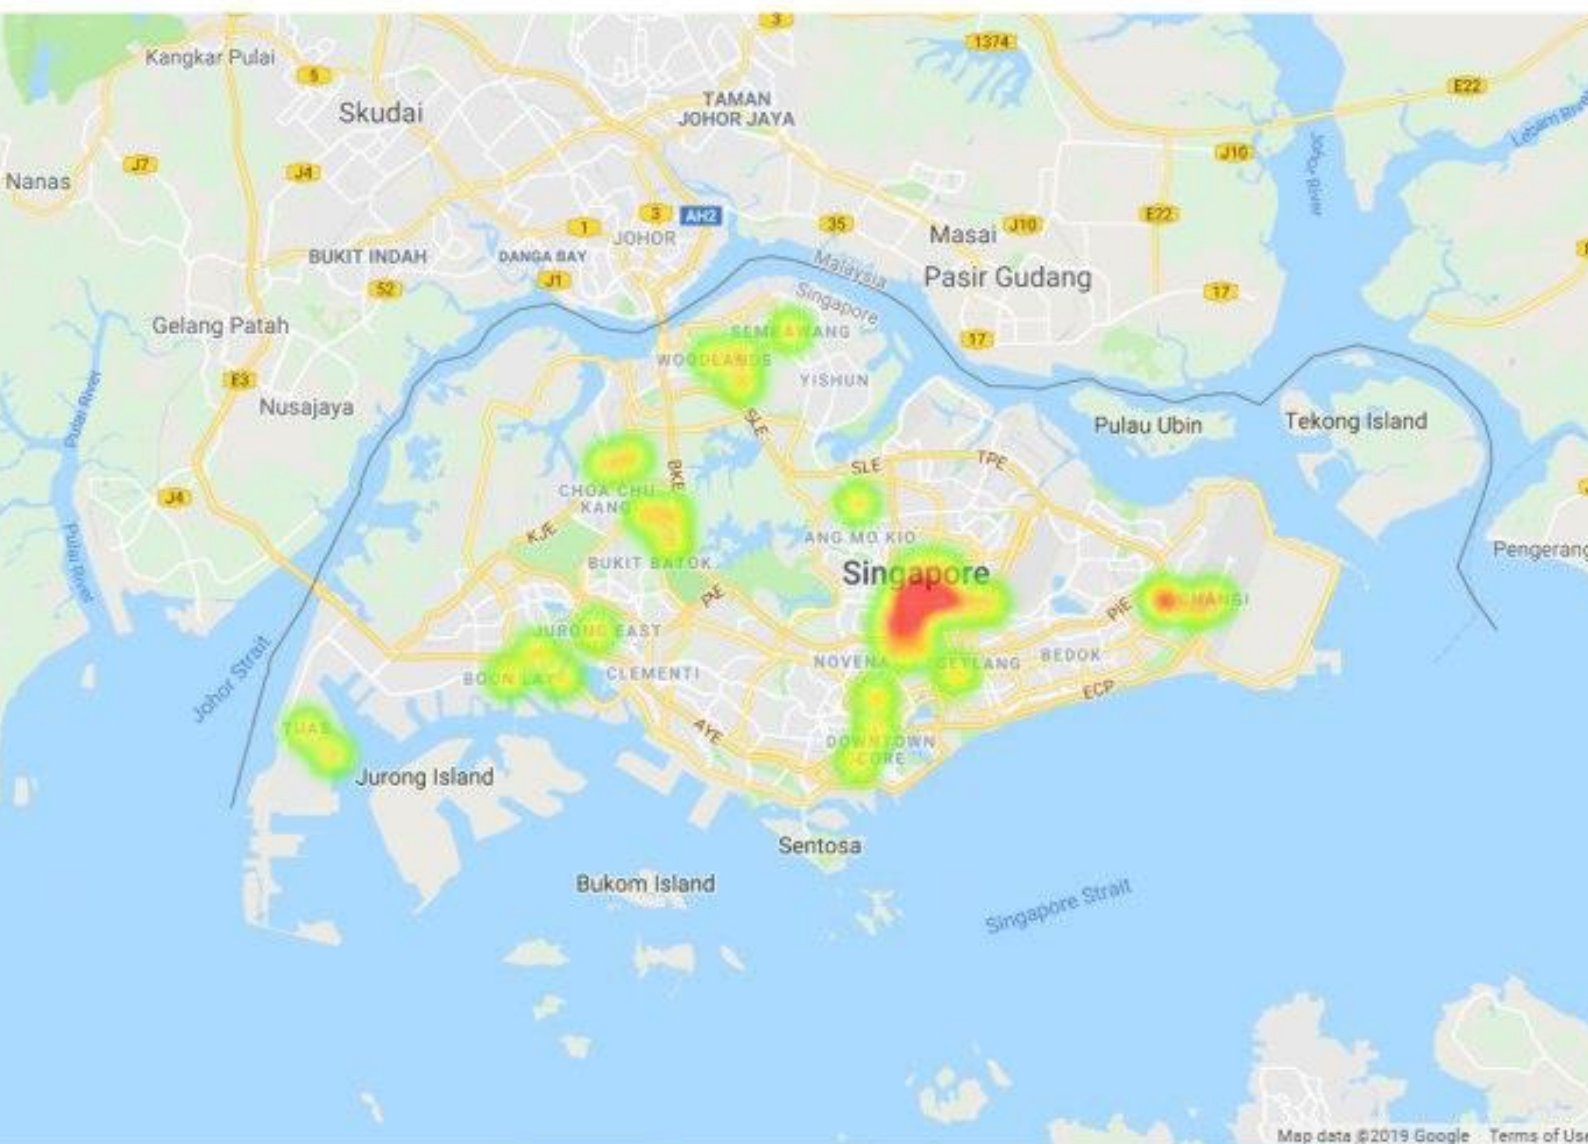 3
1374
Kangkar Pulai
5
E22
Skudai
TAMAN
JOHOR JAYA
Lebam River
J7
J4
J10
Johor River
Nanas
3
AH2
35
E22
1
JOHOR
Masai
J10
BUKIT INDAH
DANGA BAY
J1
Malaysia
Pasir Gudang
52
Singapore
17
Gelang Patah
SEMBAWANG
17
WOODLANDS
E3
YISHUN
Nusajaya
Pulai River
SLE
Pulau Ubin
Tekong Island
BKE
SLE
TPE
CHOA CHU
KANG
J4
KJE
ANG MO KIO
Pulai River
BUKIT BATOK
Singapore
Pengerang
PIE
PIE
CHANGI
JURONG EAST
NOVENA
GEYLANG
BEDOK
BOON LAY
CLEMENTI
Johor Strait
ECP
TUAS
AYE
DOWNTOWN
CORE
Jurong Island
Sentosa
Bukom Island
Singapore Strait
Map data ©2019 Google
Terms of Use